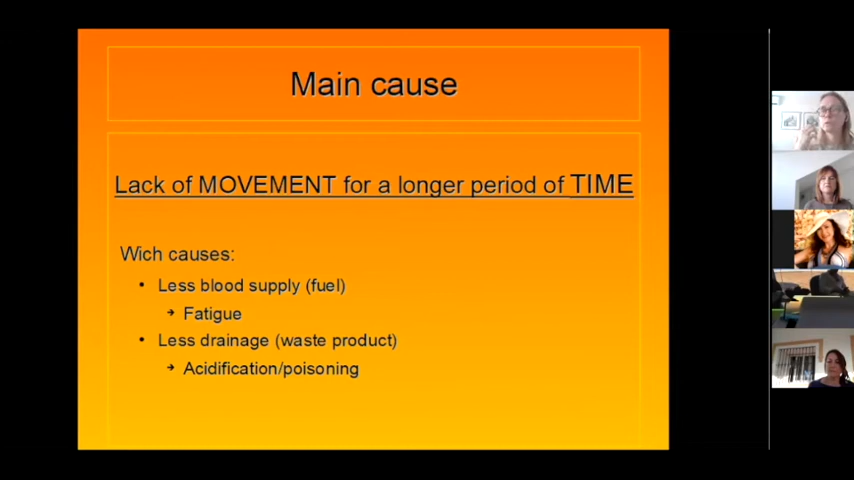 Main cause
Lack of MOVEMENT for a longer period of TIME
Wich causes:
• Less blood supply (fuel)
➔ Fatigue
• Less drainage (waste product)
➔ Acidification/poisoning